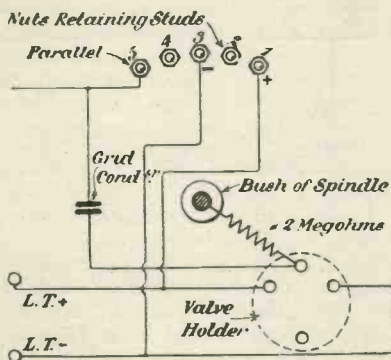 Nuts Retaining Studs
Parallel
5 4 3 2 1
− +
Grid
Cond^r
Bush of Spindle
2 Megohms
L.T.+
Valve
Holder
L.T.-